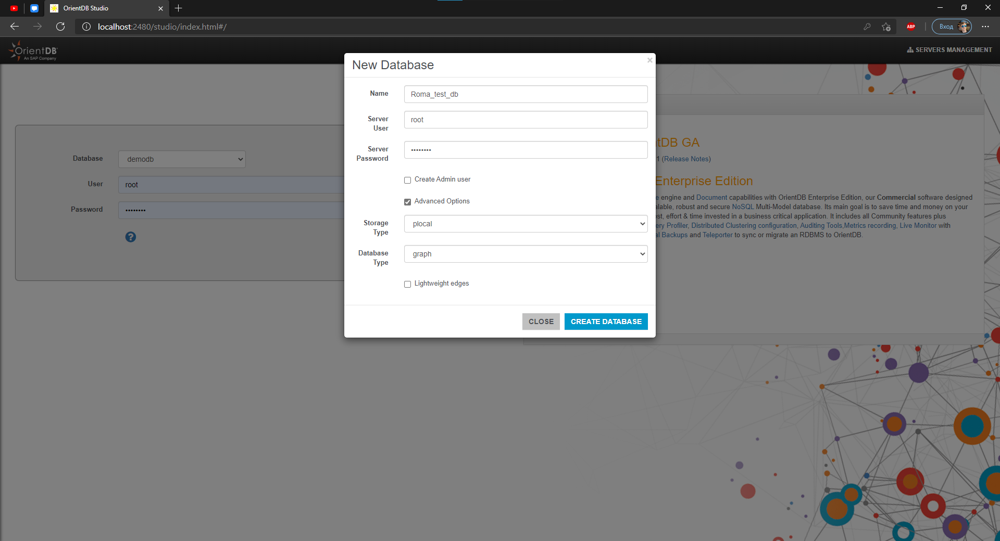 OrientDB Studio
localhost:2480/studio/index.html#/
ABP
Вход
OrientDB
An SAP Company
SERVERS MANAGEMENT
New Database
×
Name
Roma_test_db
Server User
root
Server Password
••••••••
Create Admin user
Advanced Options
Storage Type
plocal
Database Type
graph
Lightweight edges
CLOSE
CREATE DATABASE
Database
demodb
User
root
Password
••••••••
?
tDB GA
1 (Release Notes)
Enterprise Edition
e engine and Document capabilities with OrientDB Enterprise Edition, our Commercial software designed
alable, robust and secure NoSQL Multi-Model database. Its main goal is to save time and money on your
st, effort & time invested in a business critical application. It includes all Community features plus
ery Profiler, Distributed Clustering configuration, Auditing Tools,Metrics recording, Live Monitor with
al Backups and Teleporter to sync or migrate an RDBMS to OrientDB.